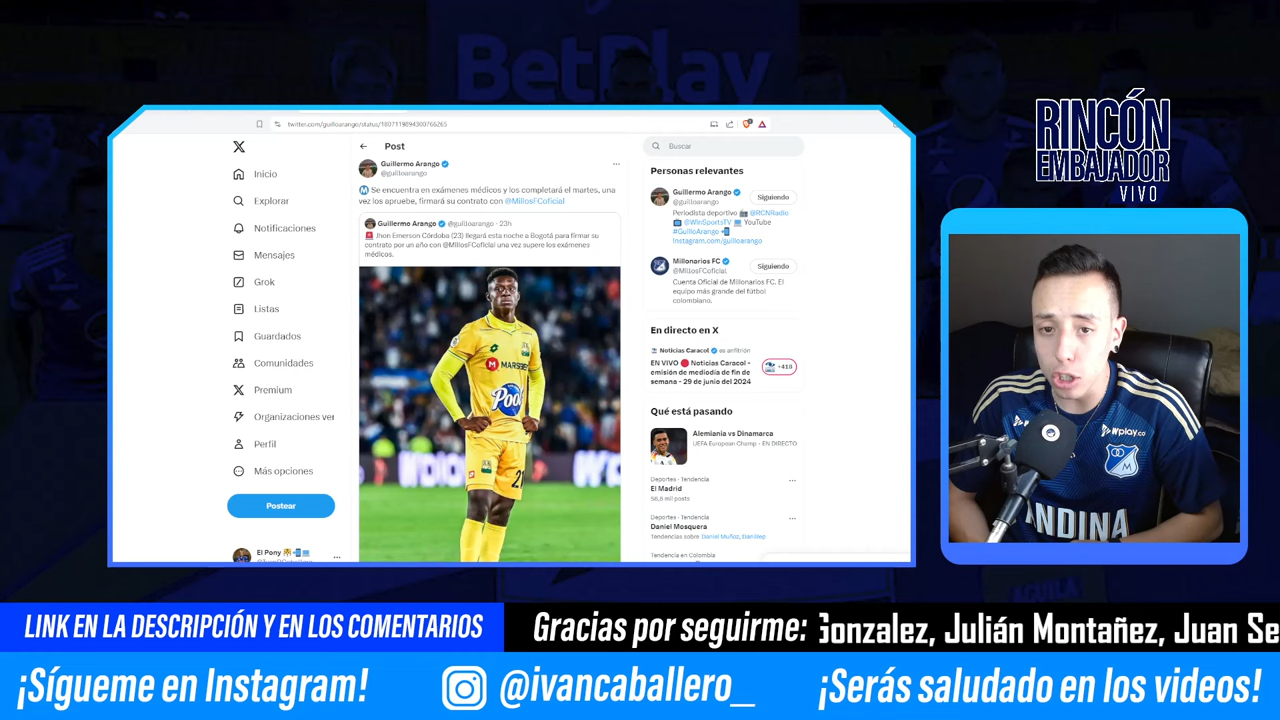 BetPlay
RINCÓN
EMBAJADOR
VIVO
twitter.com/guilloarango/status/1807119894300766265
Inicio
Explorar
Notificaciones
Mensajes
Grok
Listas
Guardados
Comunidades
Premium
Organizaciones ver
Perfil
Más opciones
Postear
El Pony
Post
Guillermo Arango
@guilloarango
Se encuentra en exámenes médicos y los completará el martes, una
vez los apruebe, firmará su contrato con @MillosFCoficial
Guillermo Arango @guilloarango · 23h
Jhon Emerson Córdoba (23) llegará esta noche a Bogotá para firmar su
contrato por un año con @MillosFCoficial una vez supere los exámenes
médicos.
MARSBET
Pool
21
Buscar
Personas relevantes
Guillermo Arango
@guilloarango
Siguiendo
Periodista deportivo @RCNRadio
@WinSportsTV YouTube
#GuilloArango
Instagram.com/guilloarango
Millonarios FC.
@MillosFCoficial
Siguiendo
Cuenta Oficial de Millonarios FC. El
equipo más grande del fútbol
colombiano.
En directo en X
Noticias Caracol es anfitrión
EN VIVO Noticias Caracol -
emisión de mediodía de fin de
semana - 29 de junio del 2024
+410
Qué está pasando
Alemiania vs Dinamarca
UEFA European Champ · EN DIRECTO
Deportes · Tendencia
El Madrid
Deportes · Tendencia
Daniel Mosquera
Tendencias sobre Daniel Muñoz, Danilep
Tendencia en Colombia
wplay.co
ANDINA
AGUILA
LINK EN LA DESCRIPCIÓN Y EN LOS COMENTARIOS
Gracias por seguirme: Gonzalez, Julián Montañez, Juan Se
¡Sígueme en Instagram! @ivancaballero_ ¡Serás saludado en los videos!